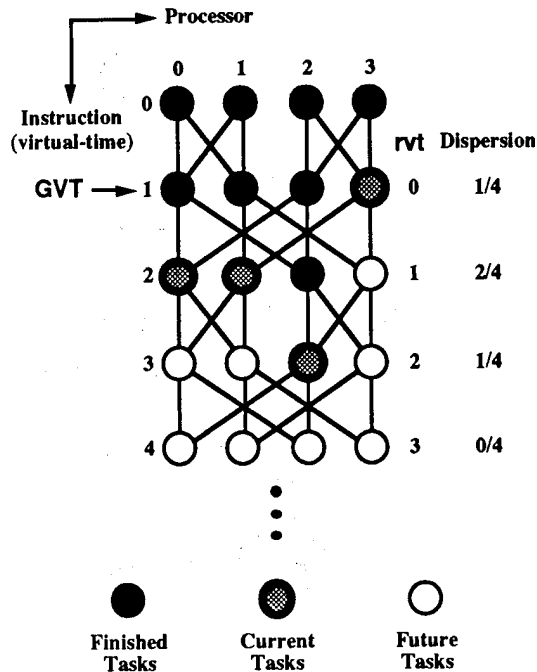 Processor
0 1 2 3
0
Instruction
(virtual-time)
rvt Dispersion
GVT 1 0 1/4
2 1 2/4
3 2 1/4
4 3 0/4
Finished Current Future
Tasks Tasks Tasks